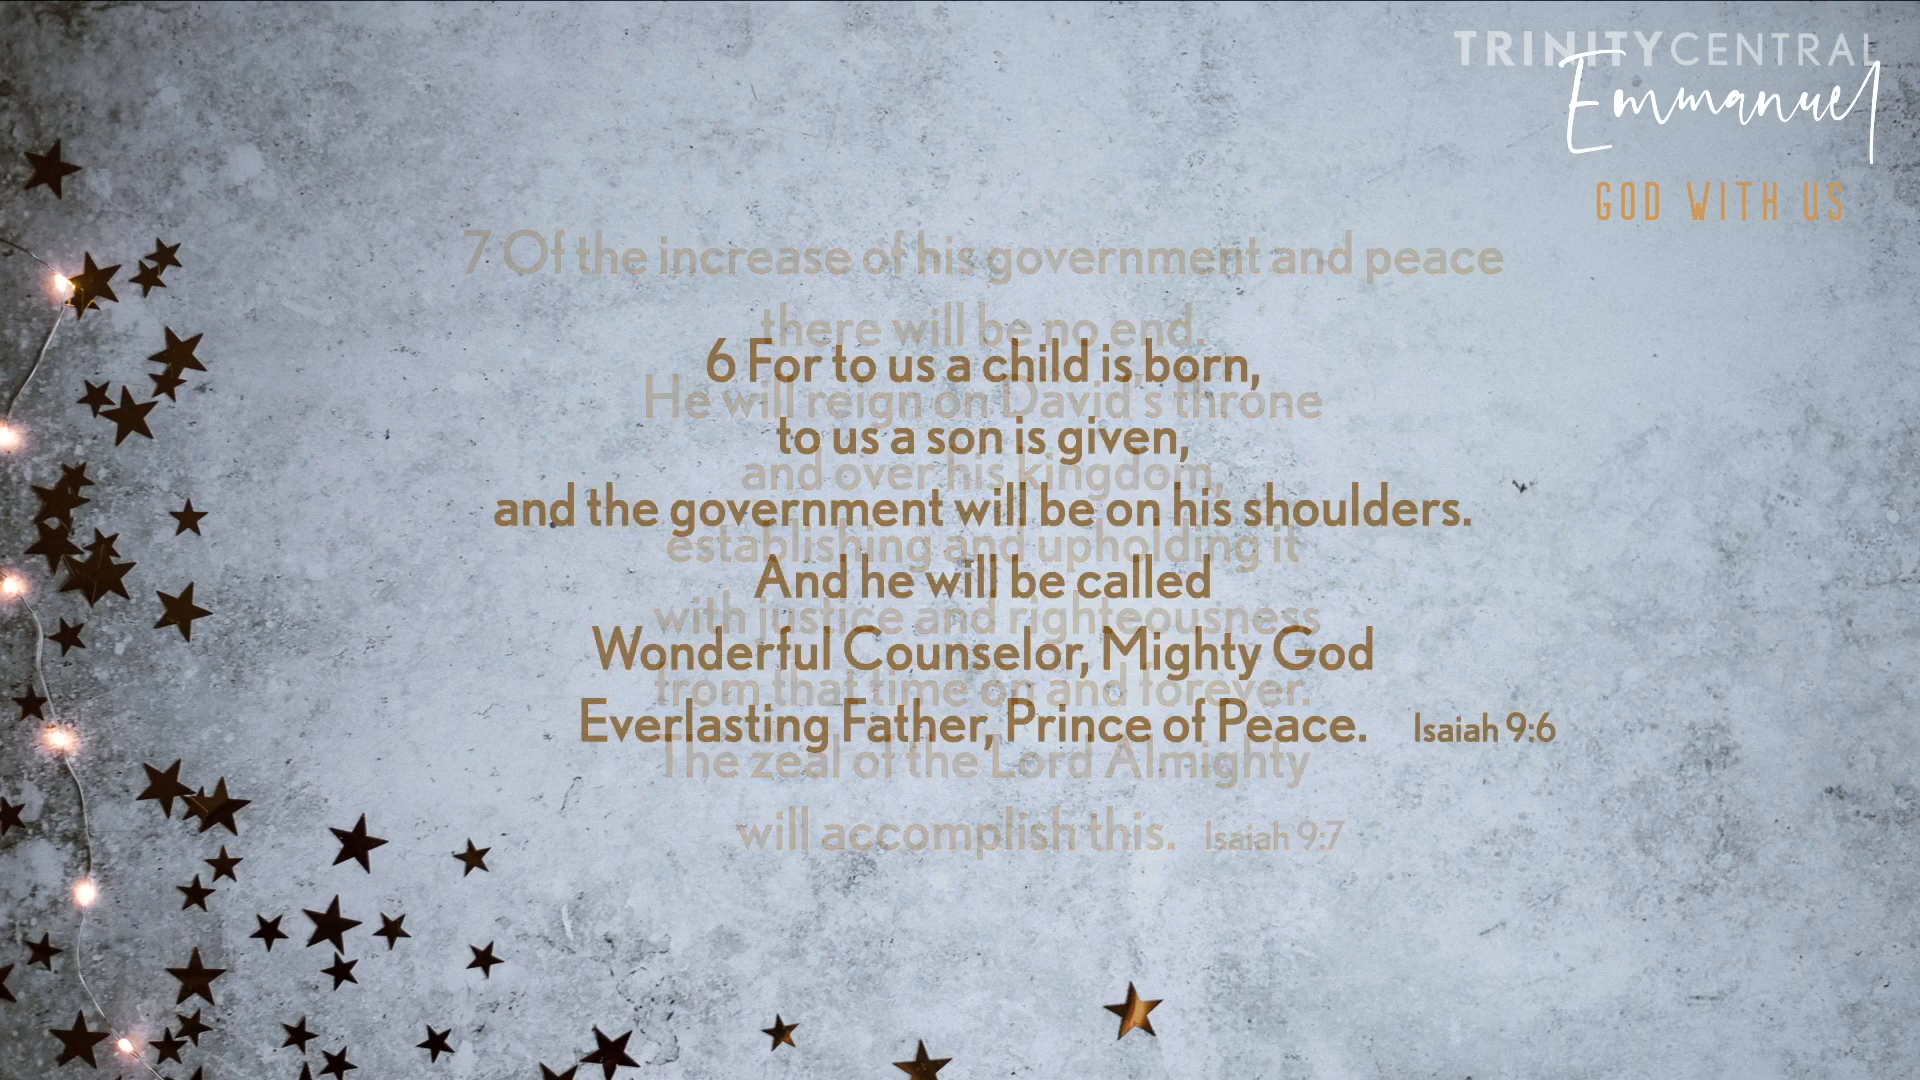 TRINITYCENTRAL
Emmanuel
GOD WITH US
6 For to us a child is born,
to us a son is given,
and the government will be on his shoulders.
And he will be called
Wonderful Counselor, Mighty God
Everlasting Father, Prince of Peace. Isaiah 9:6
7 Of the increase of his government and peace
there will be no end.
He will reign on David's throne
and over his kingdom,
establishing and upholding it
with justice and righteousness
from that time on and forever.
The zeal of the Lord Almighty
will accomplish this. Isaiah 9:7